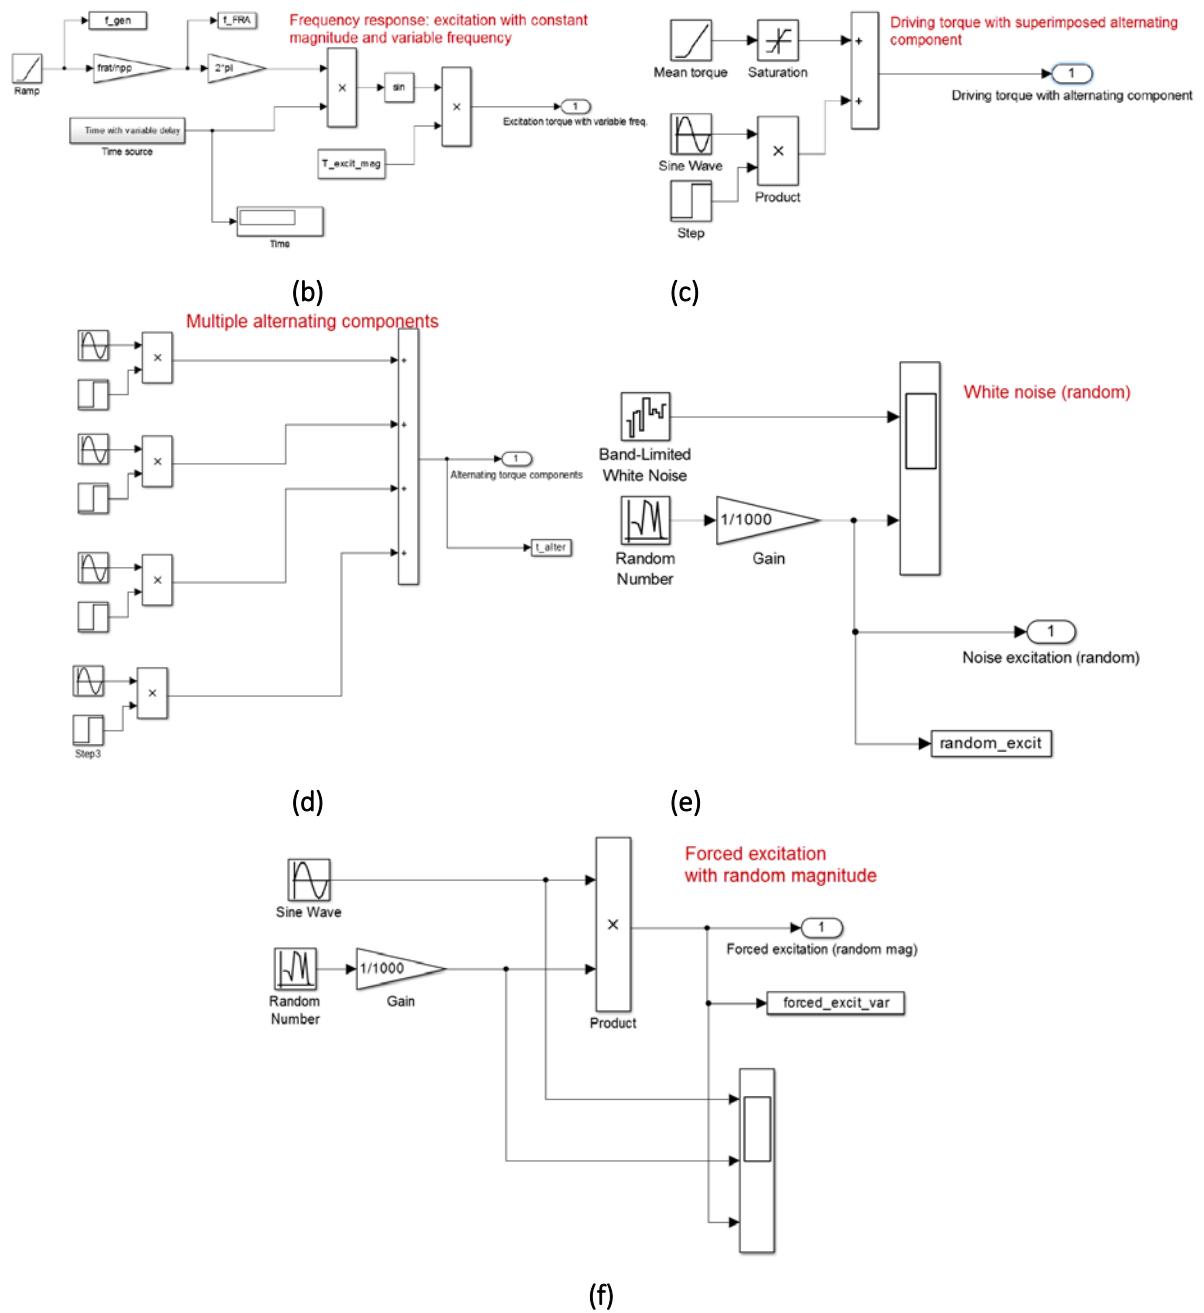 Frequency response: excitation with constant
magnitude and variable frequency
f_gen
f_FRA
frat/npp
2*pi
Ramp
×
sin
×
Time with variable delay
Time source
T_excit_mag
1
Excitation torque with variable freq.
Time
(b)
Driving torque with superimposed alternating
component
Mean torque
Saturation
+
+
1
Driving torque with alternating component
Sine Wave
×
Product
Step
(c)
Multiple alternating components
×
×
×
×
+
+
+
+
1
Alternating torque components
t_alter
Step3
(d)
White noise (random)
Band-Limited
White Noise
Random
Number
1/1000
Gain
1
Noise excitation (random)
random_excit
(e)
Forced excitation
with random magnitude
Sine Wave
Random
Number
1/1000
Gain
×
Product
1
Forced excitation (random mag)
forced_excit_var
(f)